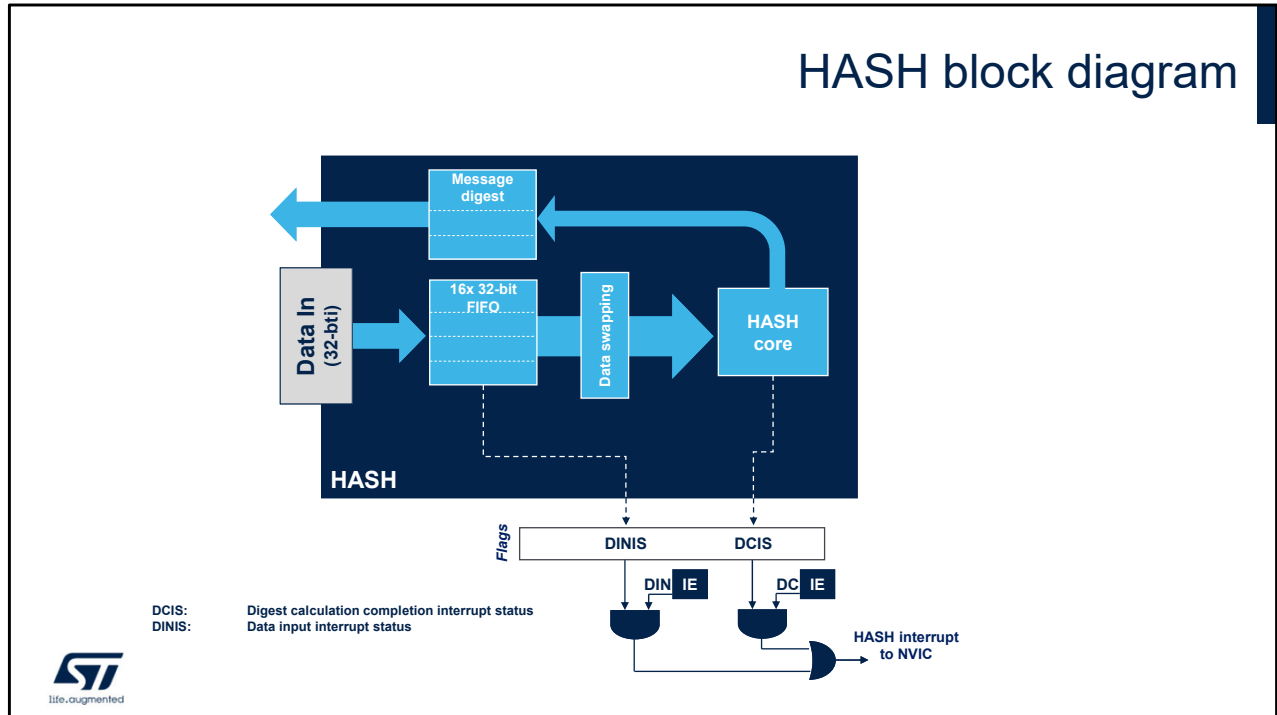 HASH block diagram
Message
digest
Data In
(32-bti)
16x 32-bit
FIFO
Data swapping
HASH
core
HASH
Flags
DINIS
DCIS
DIN
IE
DC
IE
DCIS:
Digest calculation completion interrupt status
DINIS:
Data input interrupt status
HASH interrupt
to NVIC
ST
life.augmented